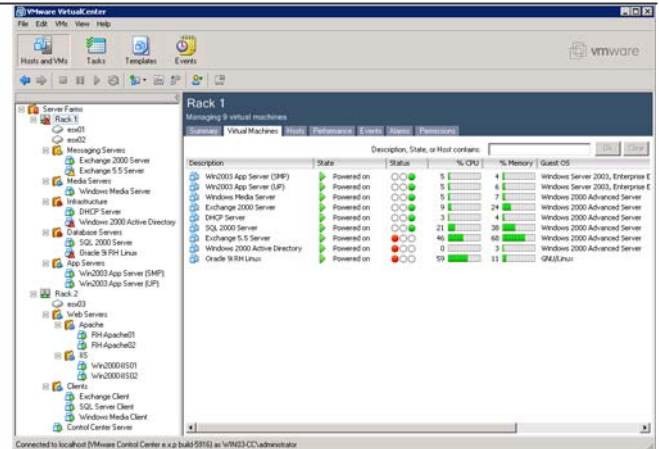 VMware VirtualCenter
File Edit VMs View Help
Hosts and VMs Tasks Templates Events
vmware
Server Farms
Rack 1
esx01
esx02
Messaging Servers
Exchange 2000 Server
Exchange 5.5 Server
Media Servers
Windows Media Server
Infrastructure
DHCP Server
Windows 2000 Active Directory
Database Servers
SQL 2000 Server
Oracle 9i RH Linux
App Servers
Win2003 App Server (SMP)
Win2003 App Server (UP)
Rack 2
esx03
Web Servers
Apache
RH Apache01
RH Apache02
IIS
Win2000 IIS01
Win2000 IIS02
Clients
Exchange Client
SQL Server Client
Windows Media Client
Control Center Server
Rack 1
Managing 9 virtual machines
Summary Virtual Machines Hosts Performance Events Alarms Permissions
Description, State, or Host contains: Ok Clear
Description State Status % CPU % Memory Guest OS
Win2003 App Server (SMP) Powered on 5 4 Windows Server 2003, Enterprise E
Win2003 App Server (UP) Powered on 5 6 Windows Server 2003, Enterprise E
Windows Media Server Powered on 5 7 Windows 2000 Advanced Server
Exchange 2000 Server Powered on 9 24 Windows 2000 Advanced Server
DHCP Server Powered on 3 4 Windows 2000 Advanced Server
SQL 2000 Server Powered on 21 38 Windows 2000 Advanced Server
Exchange 5.5 Server Powered on 46 68 Windows 2000 Advanced Server
Windows 2000 Active Directory Powered on 0 3 Windows 2000 Advanced Server
Oracle 9i RH Linux Powered on 59 11 GNU/Linux
Connected to localhost (VMware Control Center e.x.p build-5916) as WIN03-CC\administrator